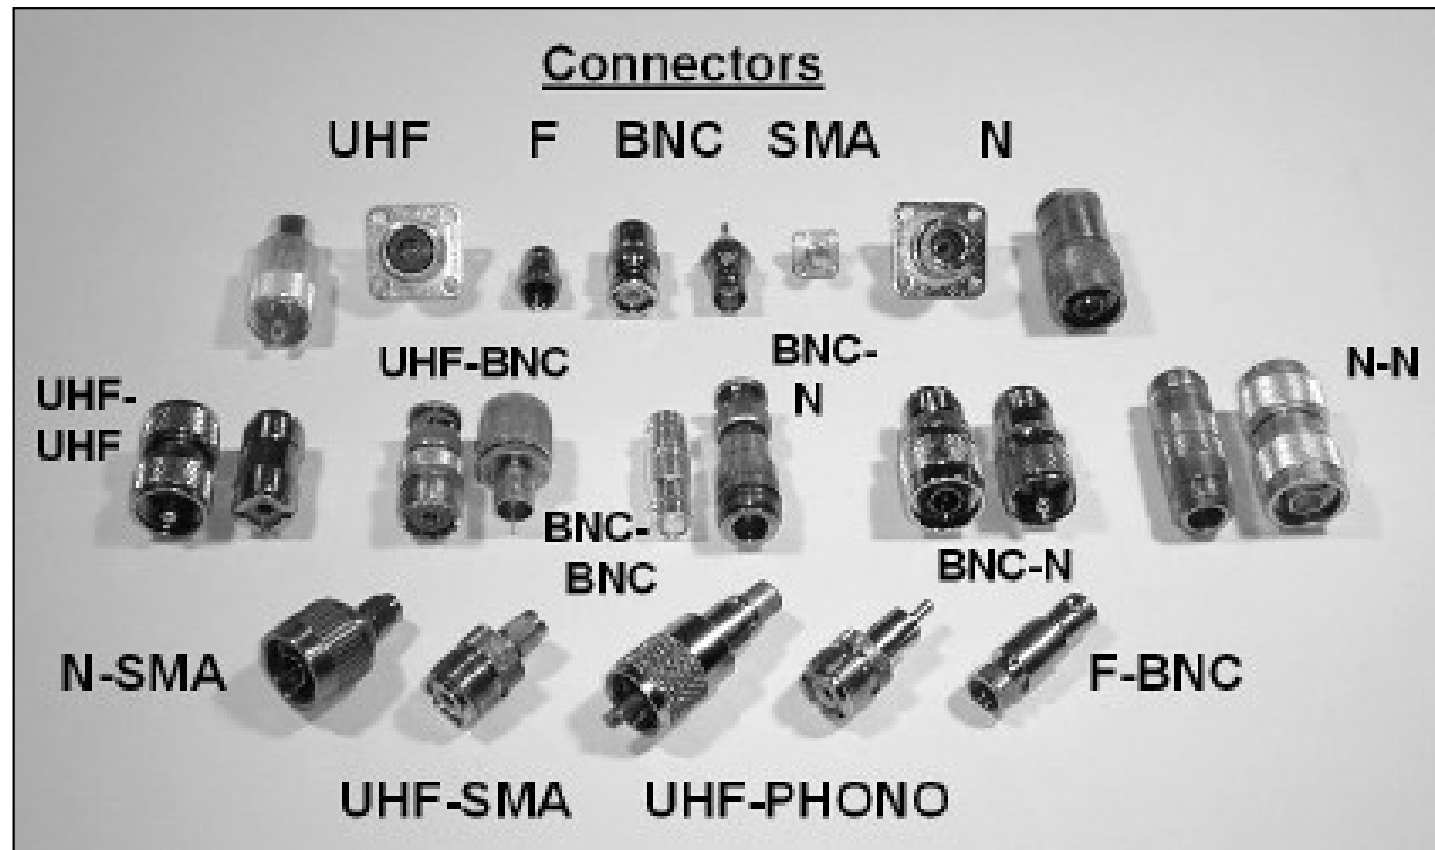 Connectors
UHF F BNC SMA N
UHF-BNC
BNC-
N
N-N
UHF-
UHF
BNC-
BNC
BNC-N
N-SMA
F-BNC
UHF-SMA UHF-PHONO